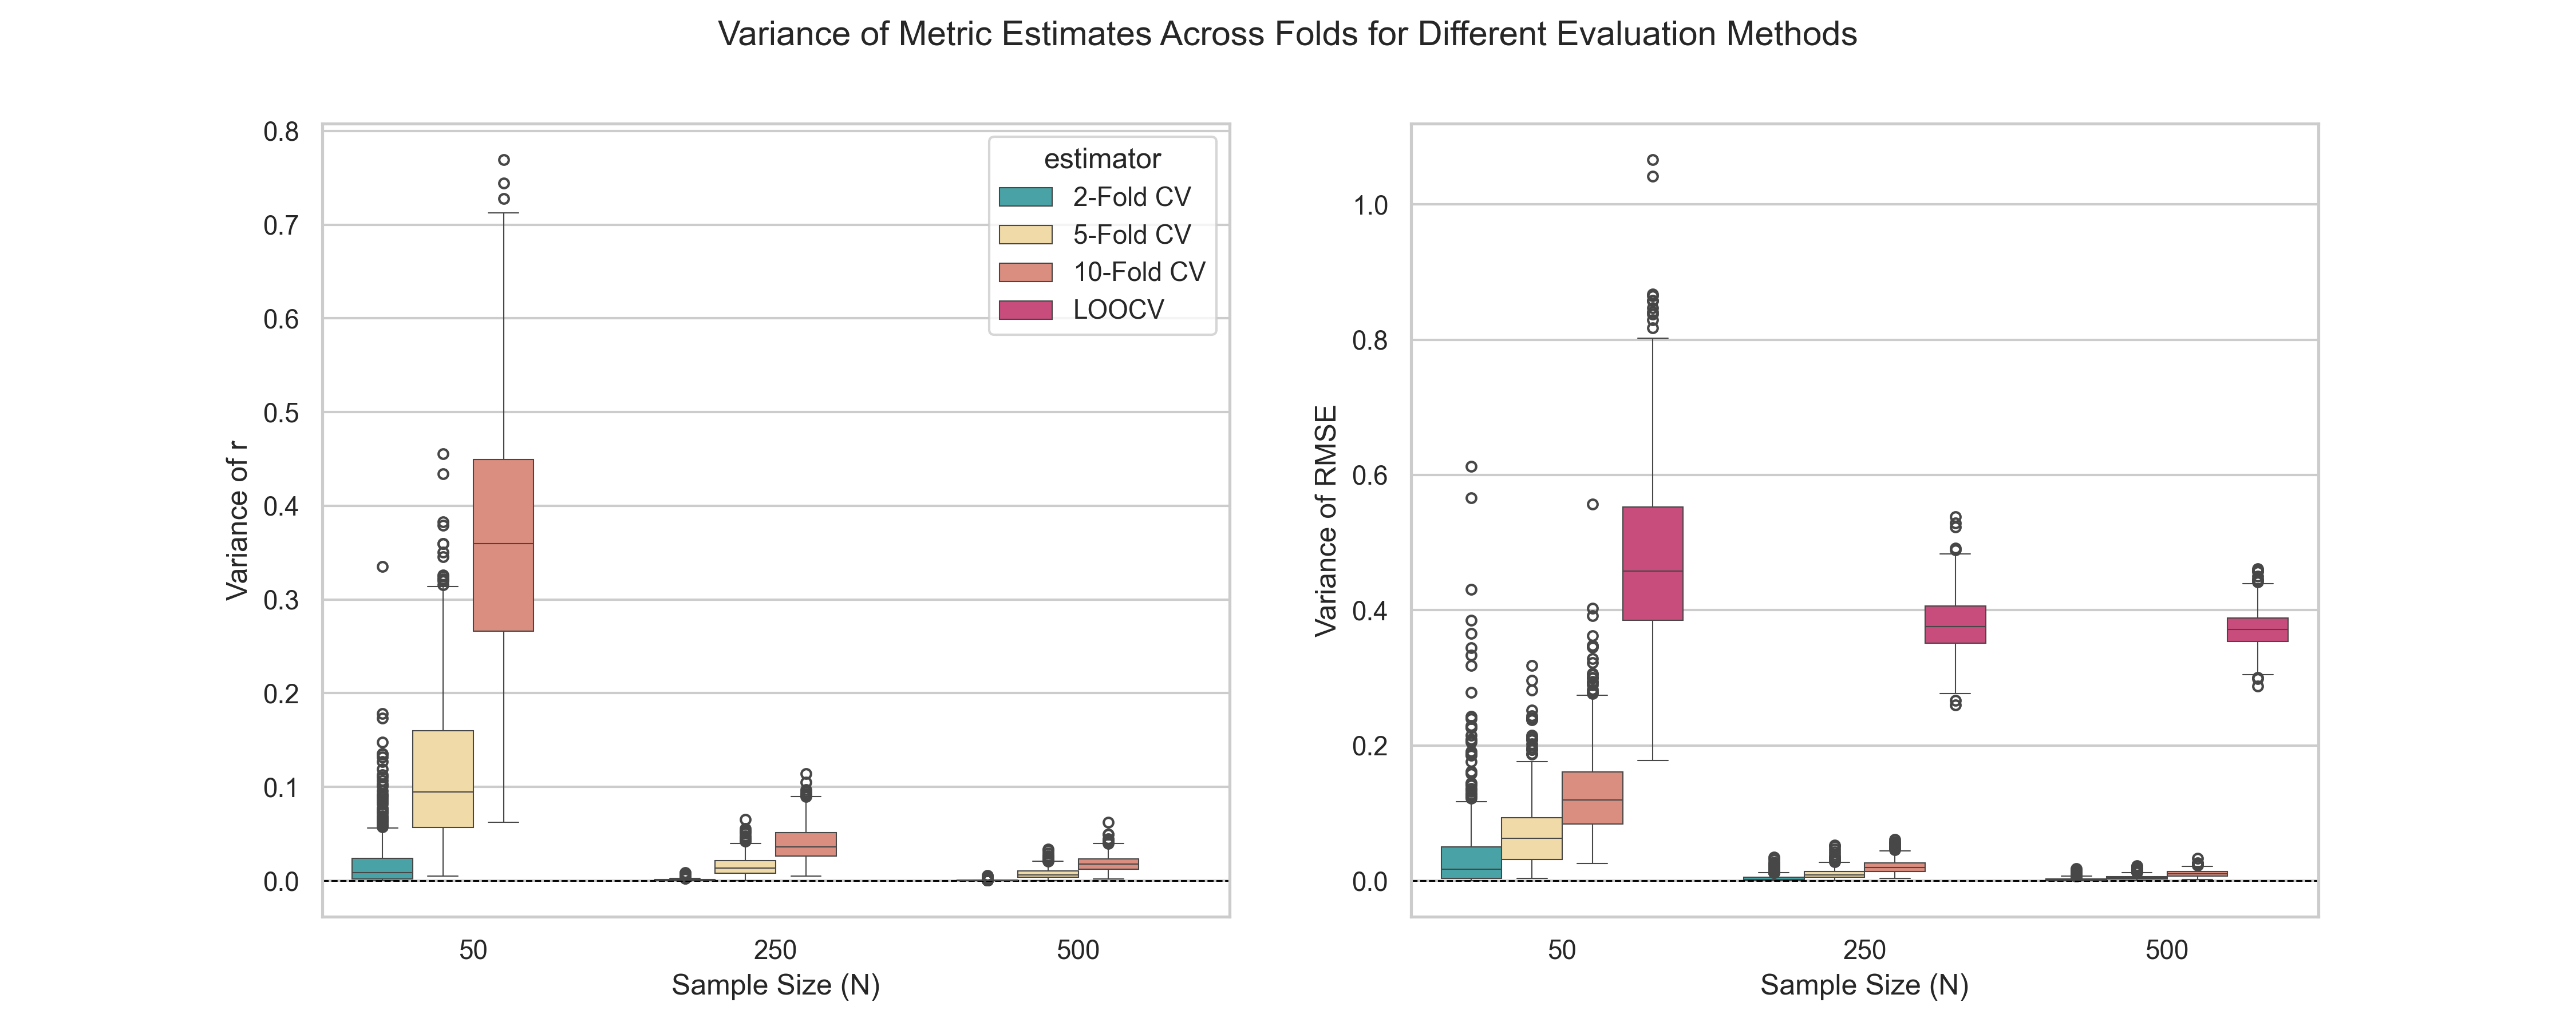 Variance of Metric Estimates Across Folds for Different Evaluation Methods
Variance of r
0.8
0.7
0.6
0.5
0.4
0.3
0.2
0.1
0.0
50
250
500
Sample Size (N)
estimator
2-Fold CV
5-Fold CV
10-Fold CV
LOOCV
Variance of RMSE
1.0
0.8
0.6
0.4
0.2
0.0
50
250
500
Sample Size (N)